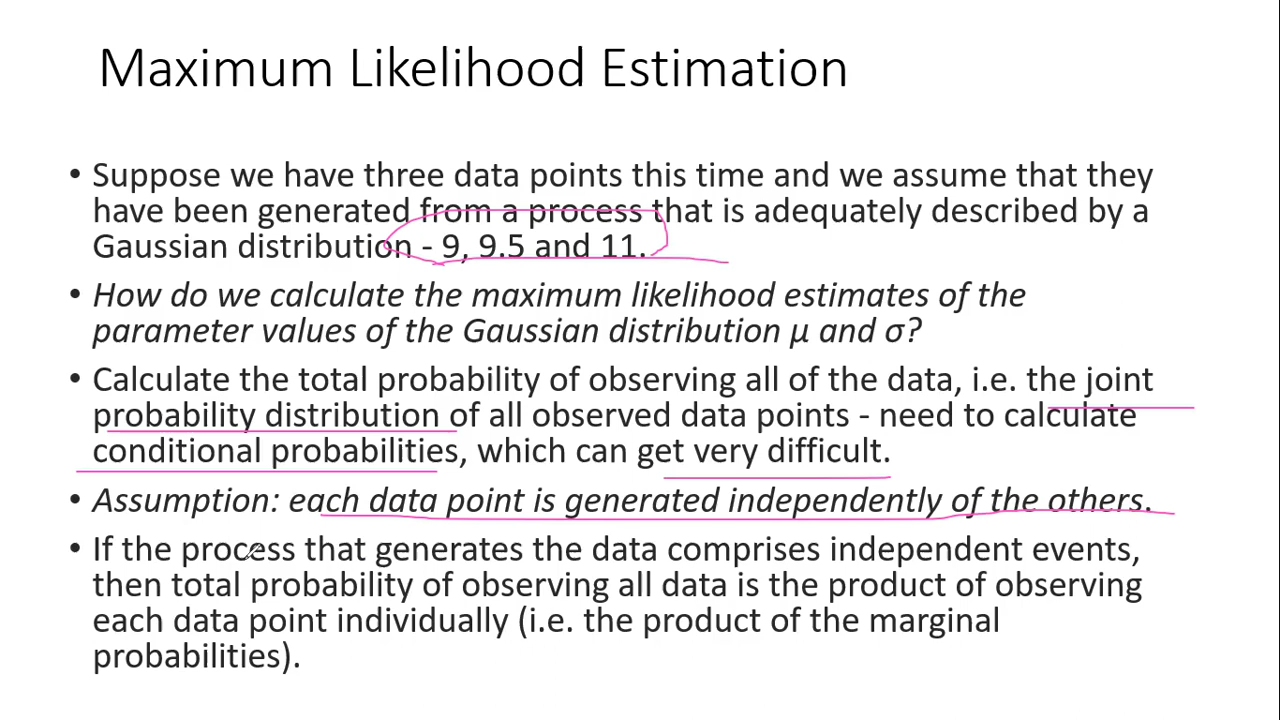 Maximum Likelihood Estimation
• Suppose we have three data points this time and we assume that they
have been generated from a process that is adequately described by a
Gaussian distribution - 9, 9.5 and 11.
• How do we calculate the maximum likelihood estimates of the
parameter values of the Gaussian distribution μ and σ?
• Calculate the total probability of observing all of the data, i.e. the joint
probability distribution of all observed data points - need to calculate
conditional probabilities, which can get very difficult.
• Assumption: each data point is generated independently of the others.
• If the process that generates the data comprises independent events,
then total probability of observing all data is the product of observing
each data point individually (i.e. the product of the marginal
probabilities).